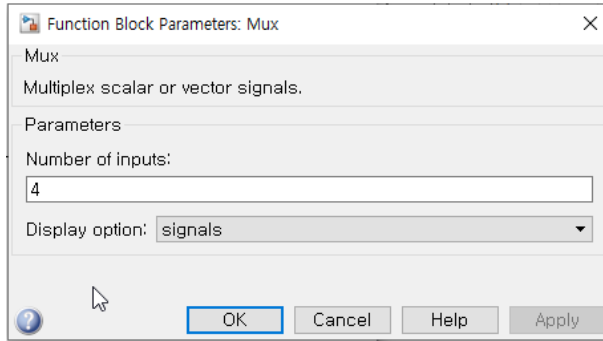 Function Block Parameters: Mux
Mux
Multiplex scalar or vector signals.
Parameters
Number of inputs:
4
Display option: signals
OK Cancel Help Apply